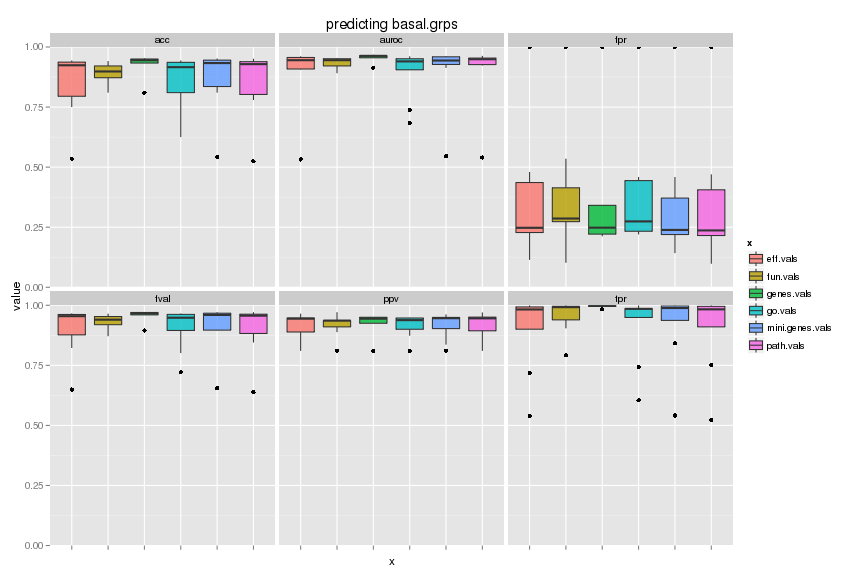 predicting basal.grps
acc
auroc
fpr
1.00
0.75
0.50
0.25
0.00
fval
ppv
tpr
1.00
0.75
0.50
0.25
0.00
value
x
x
eff.vals
fun.vals
genes.vals
go.vals
mini.genes.vals
path.vals